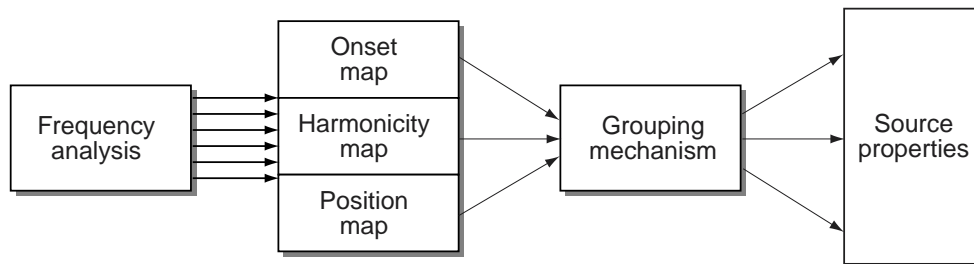 Frequency
analysis
Onset
map
Harmonicity
map
Position
map
Grouping
mechanism
Source
properties